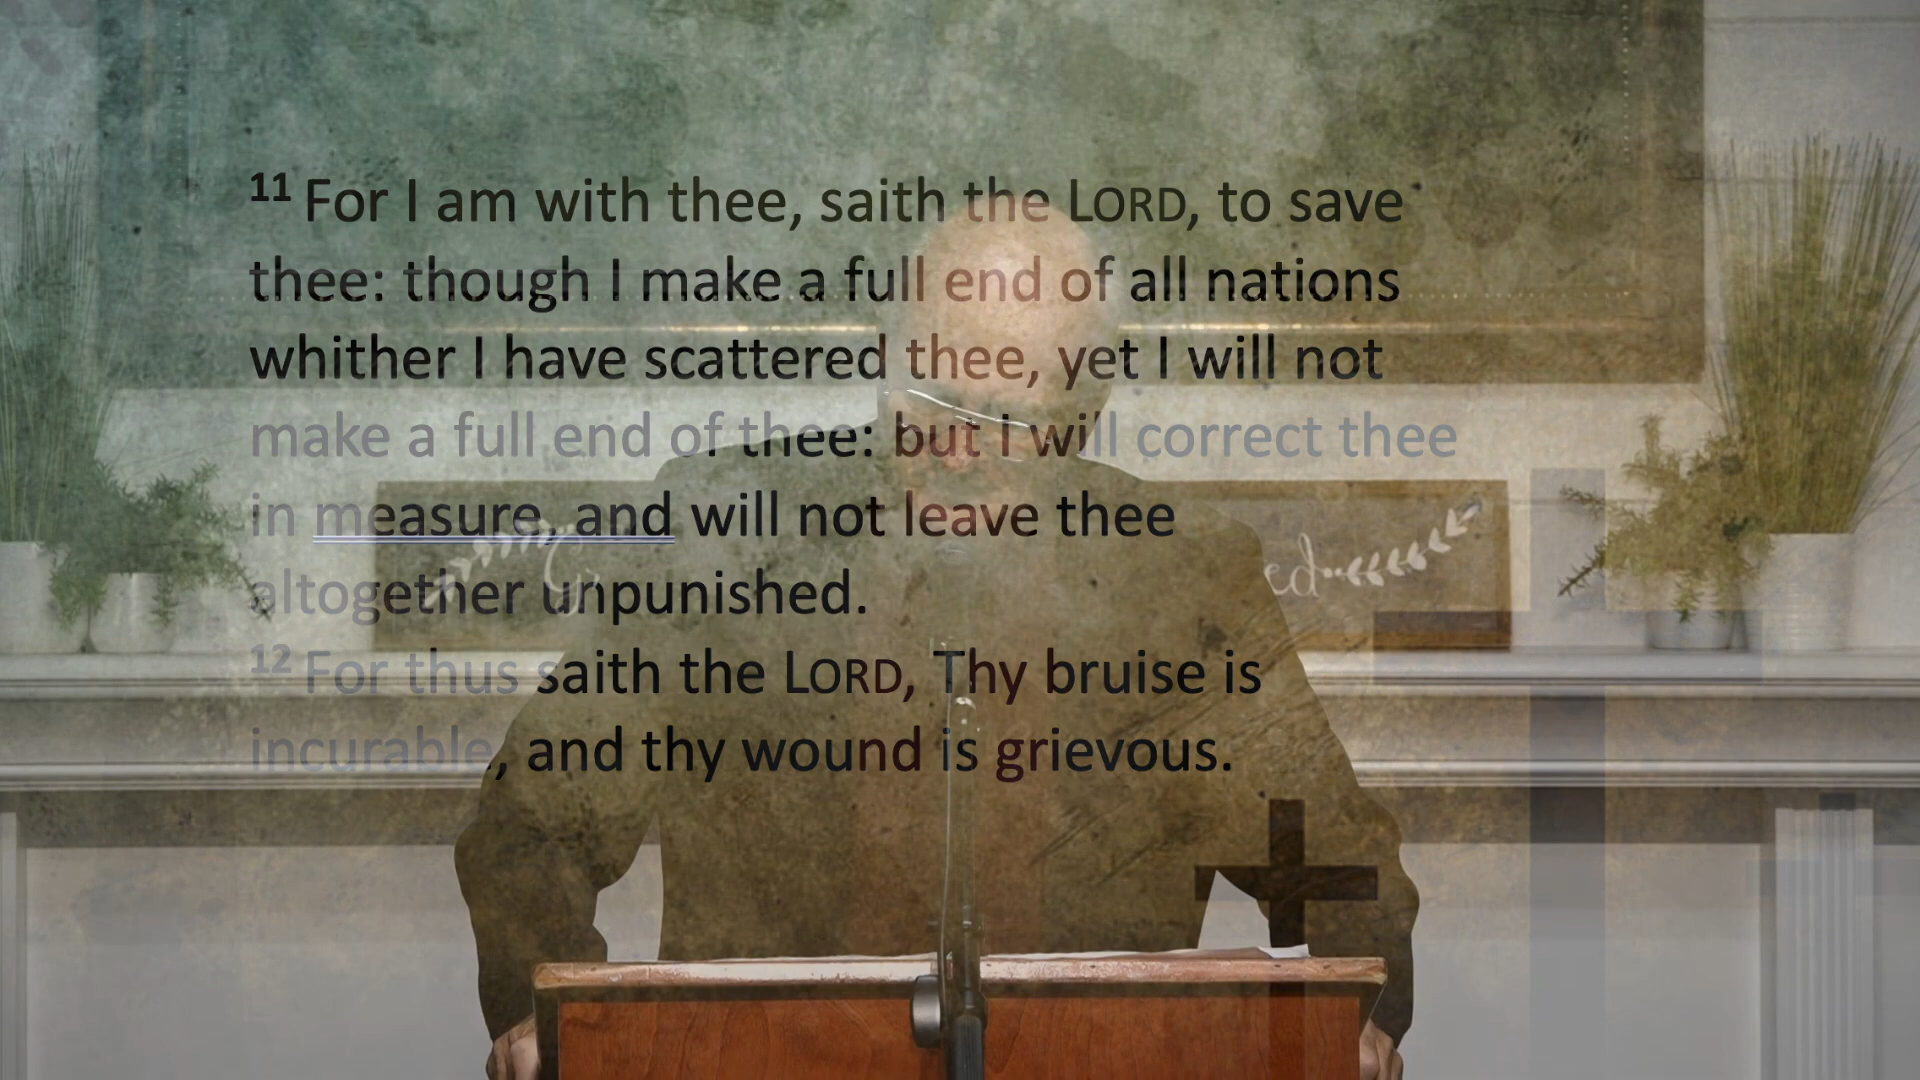 11 For I am with thee, saith the LORD, to save
thee: though I make a full end of all nations
whither I have scattered thee, yet I will not
make a full end of thee: but I will correct thee
in measure, and will not leave thee
altogether unpunished.
12 For thus saith the LORD, Thy bruise is
incurable, and thy wound is grievous.